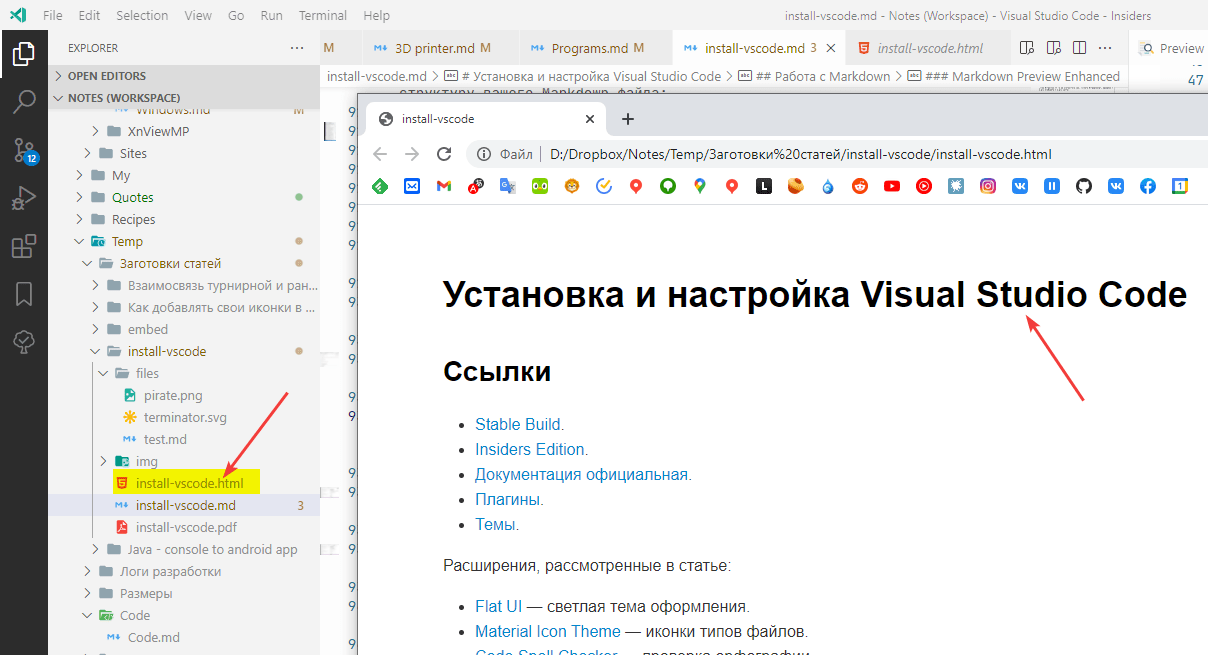 File Edit Selection View Go Run Terminal Help
install-vscode.md - Notes (Workspace) - Visual Studio Code - Insiders
EXPLORER
M
3D printer.md M
Programs.md M
install-vscode.md 3
install-vscode.html
Preview
install-vscode.md > # Установка и настройка Visual Studio Code > ## Работа с Markdown > ### Markdown Preview Enhanced
47
структуру вашего Markdown файла:
OPEN EDITORS
NOTES (WORKSPACE)
Windows.md M
XnViewMP
Sites
My
Quotes
Recipes
Temp
Заготовки статей
Взаимосвязь турнирной и ран...
Как добавлять свои иконки в ...
embed
install-vscode
files
pirate.png
terminator.svg
test.md
img
install-vscode.html
install-vscode.md 3
install-vscode.pdf
Java - console to android app
Логи разработки
Размеры
Code
Code.md
12
install-vscode
Файл D:/Dropbox/Notes/Temp/Заготовки%20статей/install-vscode/install-vscode.html
Установка и настройка Visual Studio Code
Ссылки
Stable Build.
Insiders Edition.
Документация официальная.
Плагины.
Темы.
Расширения, рассмотренные в статье:
Flat UI — светлая тема оформления.
Material Icon Theme — иконки типов файлов.
Code Spell Checker — проверка орфографии